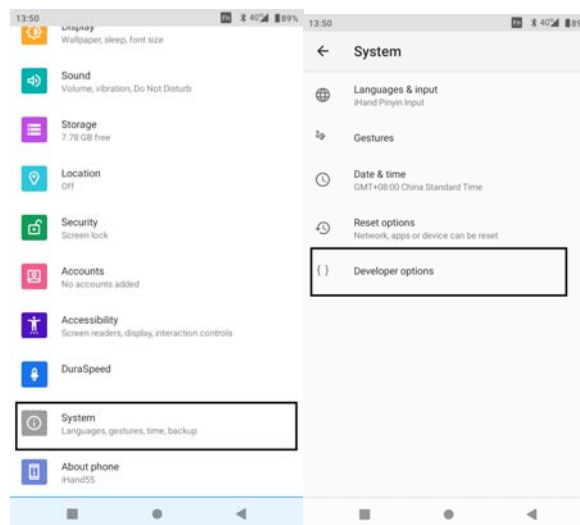 13:50
89%
Display
Wallpaper, sleep, font size
Sound
Volume, vibration, Do Not Disturb
Storage
7.78 GB free
Location
Off
Security
Screen lock
Accounts
No accounts added
Accessibility
Screen readers, display, interaction controls
DuraSpeed
System
Languages, gestures, time, backup
About phone
iHand55
13:50
System
Languages & input
iHand Pinyin Input
Gestures
Date & time
GMT+08:00 China Standard Time
Reset options
Network, apps or device can be reset
{ } Developer options